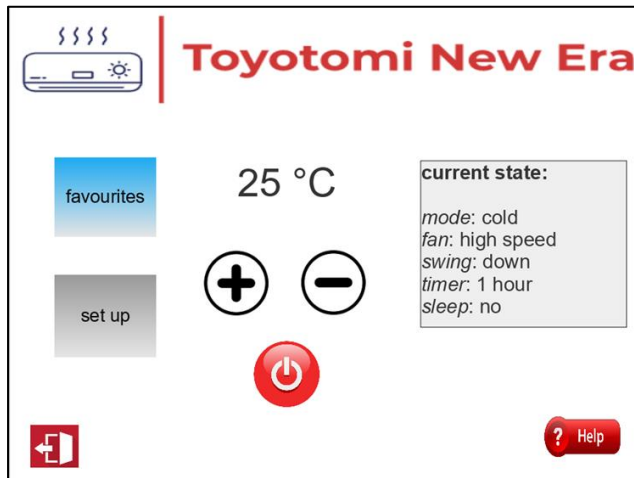 Toyotomi New Era
favourites
25 °C
current state:
mode: cold
fan: high speed
swing: down
timer: 1 hour
sleep: no
set up
? Help